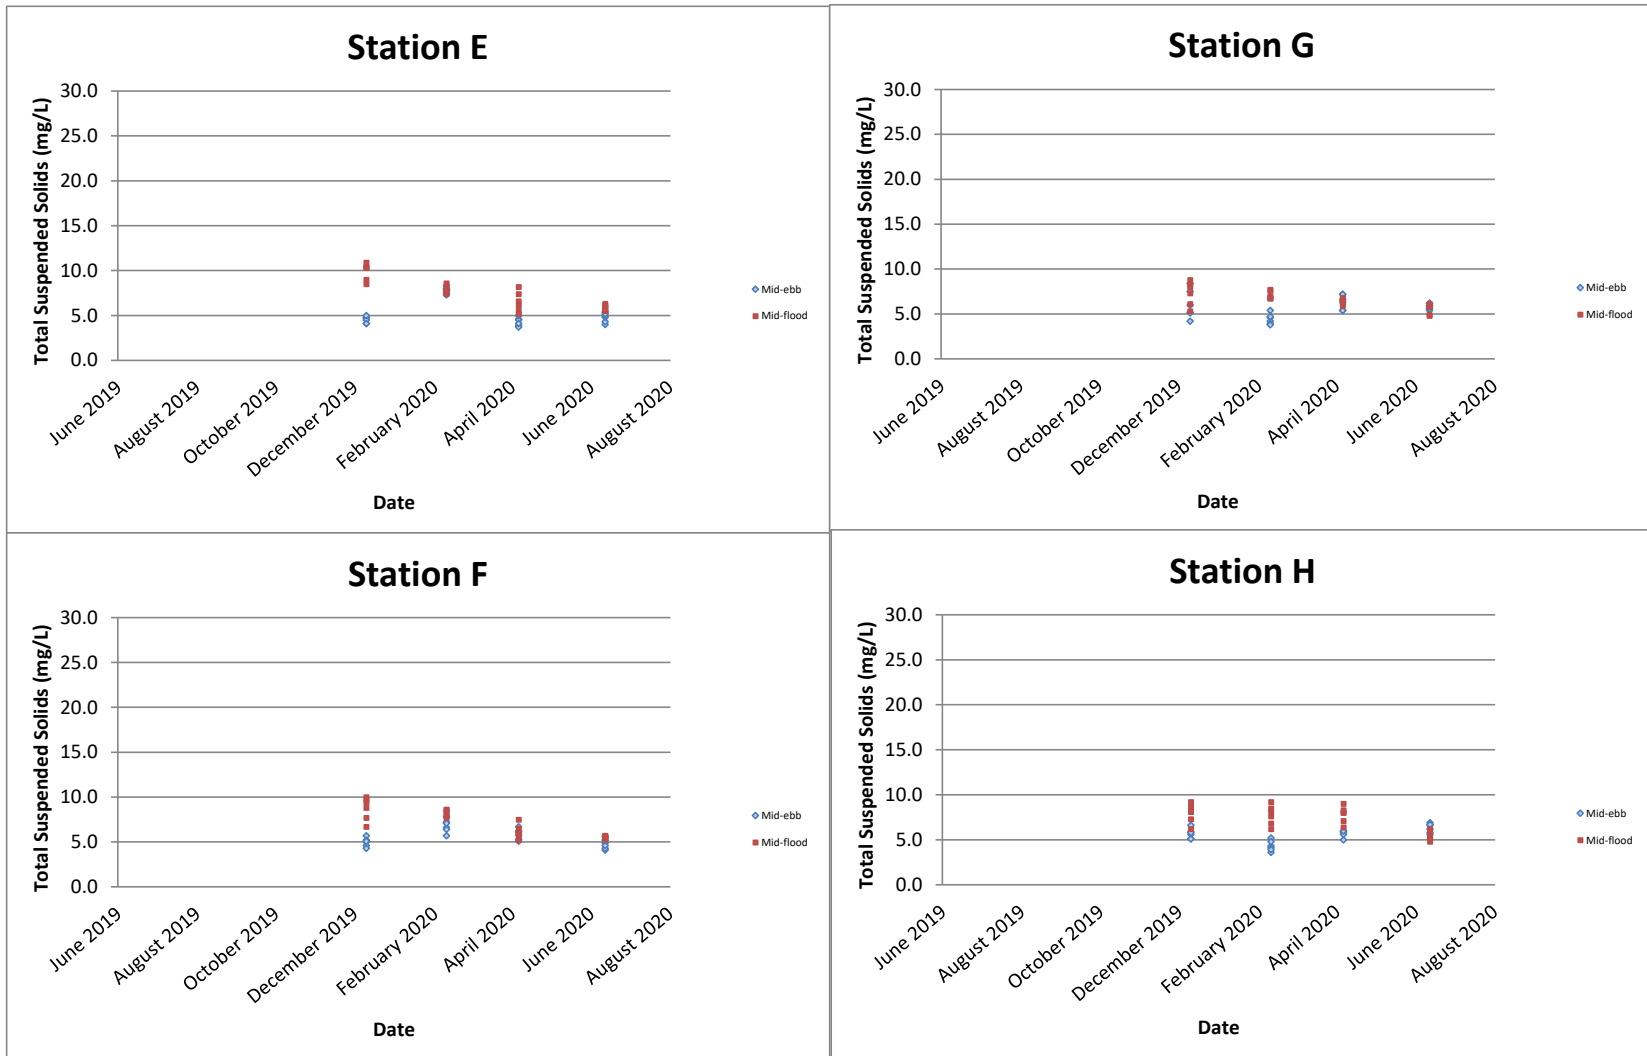 Station E
Total Suspended Solids (mg/L)
30.0
25.0
20.0
15.0
10.0
5.0
0.0
June 2019
August 2019
October 2019
December 2019
February 2020
April 2020
June 2020
August 2020
Date
Mid-ebb
Mid-flood
Station G
Total Suspended Solids (mg/L)
30.0
25.0
20.0
15.0
10.0
5.0
0.0
June 2019
August 2019
October 2019
December 2019
February 2020
April 2020
June 2020
August 2020
Date
Mid-ebb
Mid-flood
Station F
Total Suspended Solids (mg/L)
30.0
25.0
20.0
15.0
10.0
5.0
0.0
June 2019
August 2019
October 2019
December 2019
February 2020
April 2020
June 2020
August 2020
Date
Mid-ebb
Mid-flood
Station H
Total Suspended Solids (mg/L)
30.0
25.0
20.0
15.0
10.0
5.0
0.0
June 2019
August 2019
October 2019
December 2019
February 2020
April 2020
June 2020
August 2020
Date
Mid-ebb
Mid-flood